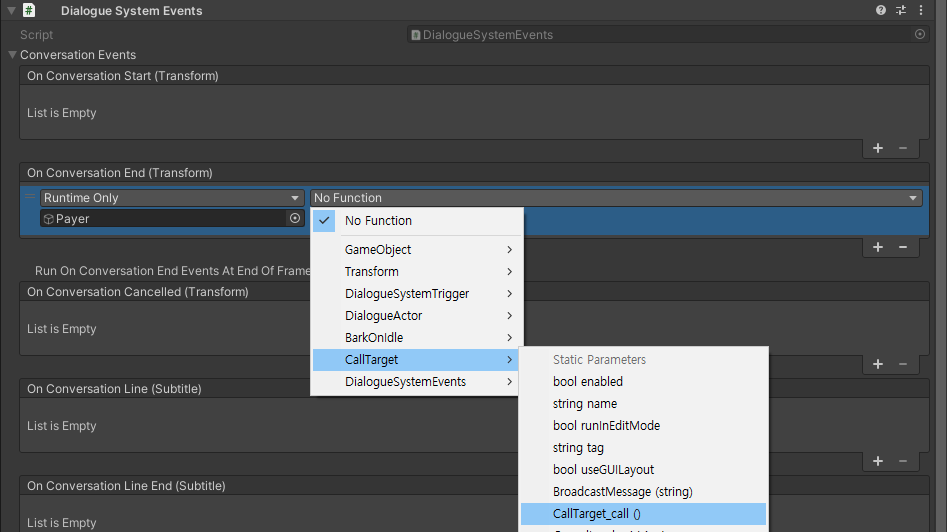 Dialogue System Events
Script
DialogueSystemEvents
Conversation Events
On Conversation Start (Transform)
List is Empty
On Conversation End (Transform)
Runtime Only
No Function
Payer
No Function
GameObject
Transform
DialogueSystemTrigger
DialogueActor
BarkOnIdle
CallTarget
DialogueSystemEvents
Static Parameters
bool enabled
string name
bool runInEditMode
string tag
bool useGUILayout
BroadcastMessage (string)
CallTarget_call ()
Run On Conversation End Events At End Of Frame
On Conversation Cancelled (Transform)
List is Empty
On Conversation Line (Subtitle)
List is Empty
On Conversation Line End (Subtitle)
List is Empty